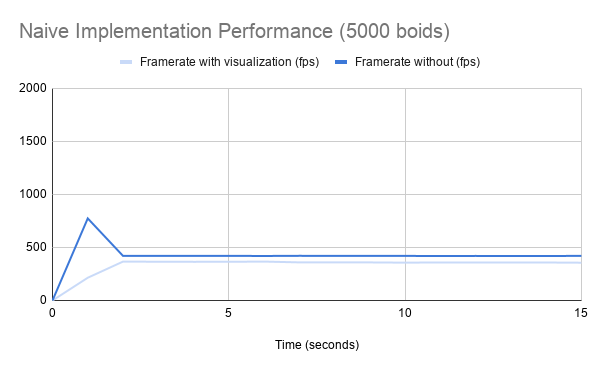 Naive Implementation Performance (5000 boids)
Framerate with visualization (fps) Framerate without (fps)
2000
1500
1000
500
0
0 5 10 15
Time (seconds)